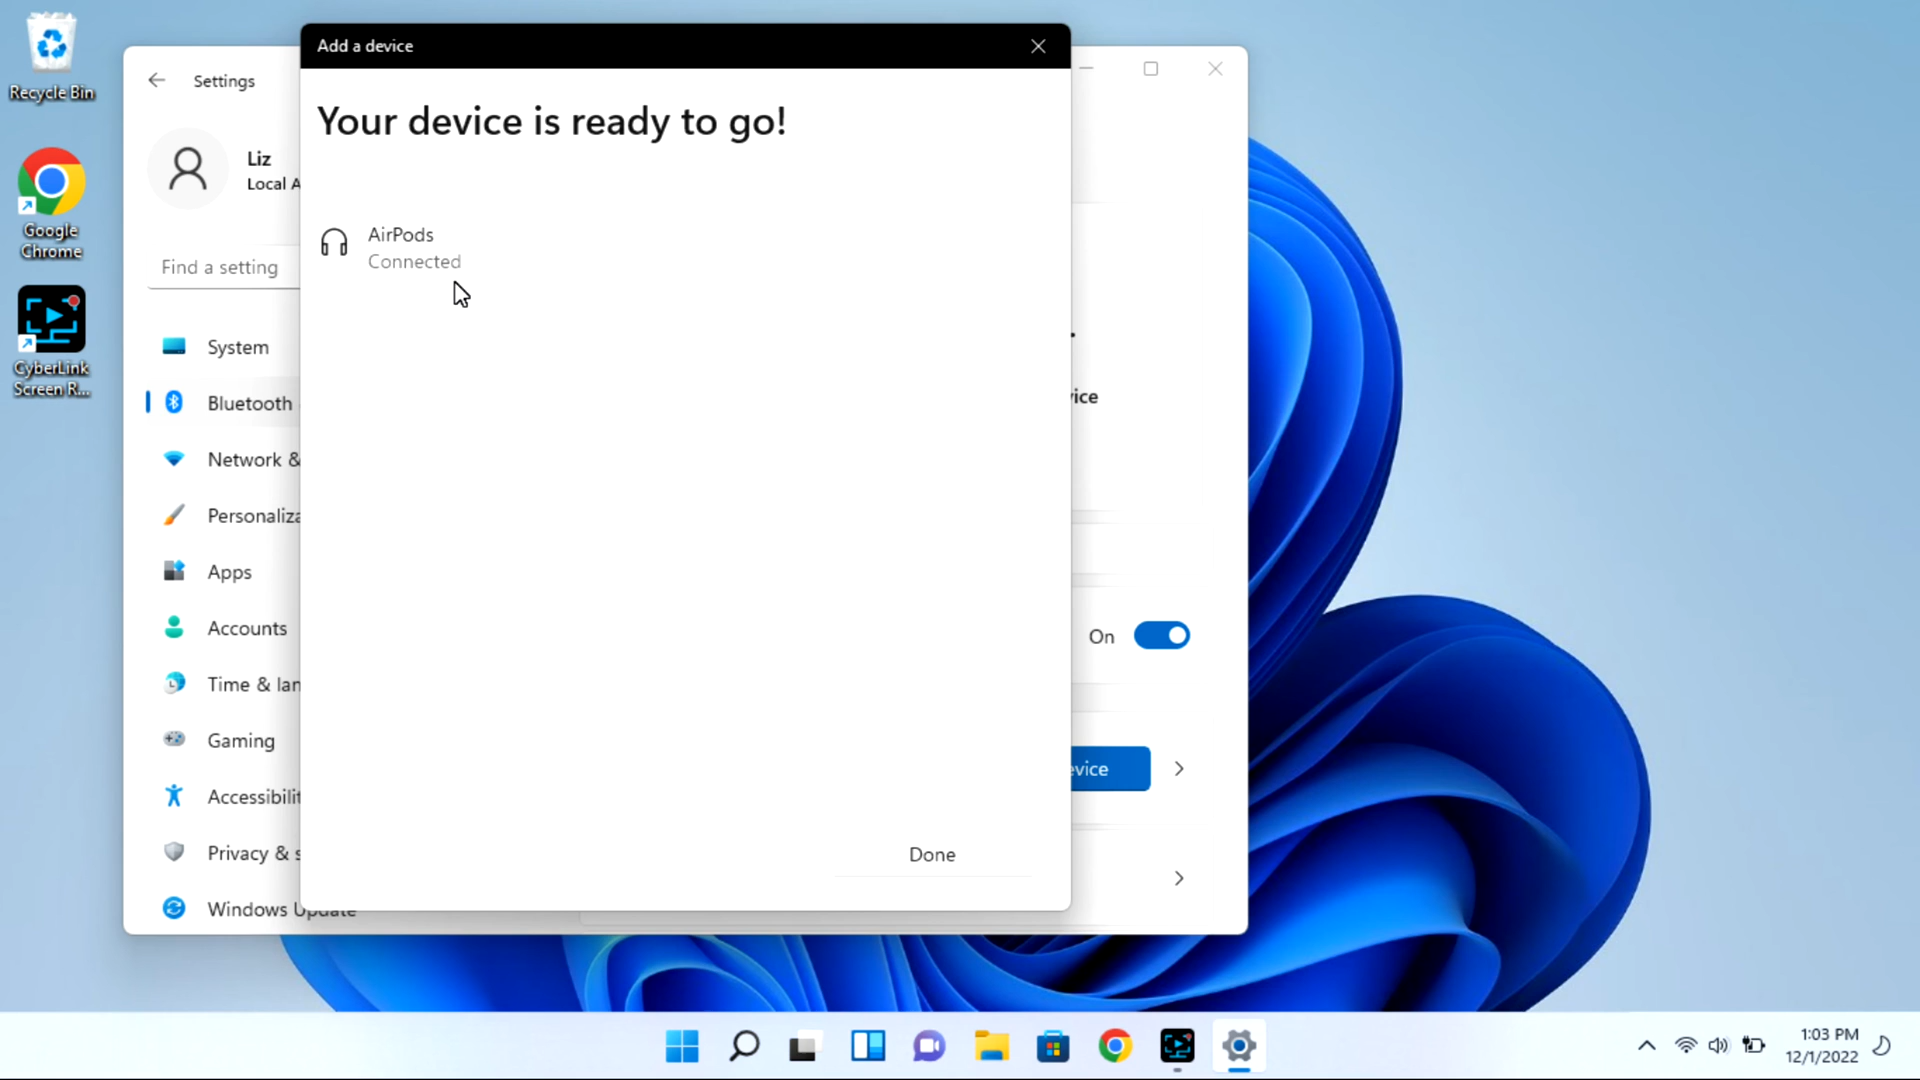 Recycle Bin
Google
Chrome
CyberLink
Screen R...
Settings
Liz
Local A
Find a setting
System
Bluetooth
Network &
Personaliza
Apps
Accounts
Time & lan
Gaming
Accessibilit
Privacy & s
Windows Update
Add a device
Your device is ready to go!
AirPods
Connected
Done
vice
On
evice
1:03 PM
12/1/2022